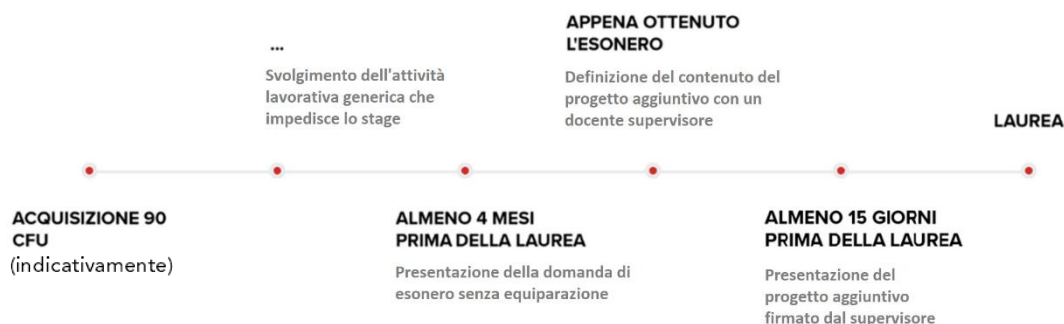 ACQUISIZIONE 90
CFU
(indicativamente)
...
Svolgimento dell'attività
lavorativa generica che
impedisce lo stage
ALMENO 4 MESI
PRIMA DELLA LAUREA
Presentazione della domanda di
esonero senza equiparazione
APPENA OTTENUTO
L'ESONERO
Definizione del contenuto del
progetto aggiuntivo con un
docente supervisore
ALMENO 15 GIORNI
PRIMA DELLA LAUREA
Presentazione del
progetto aggiuntivo
firmato dal supervisore
LAUREA